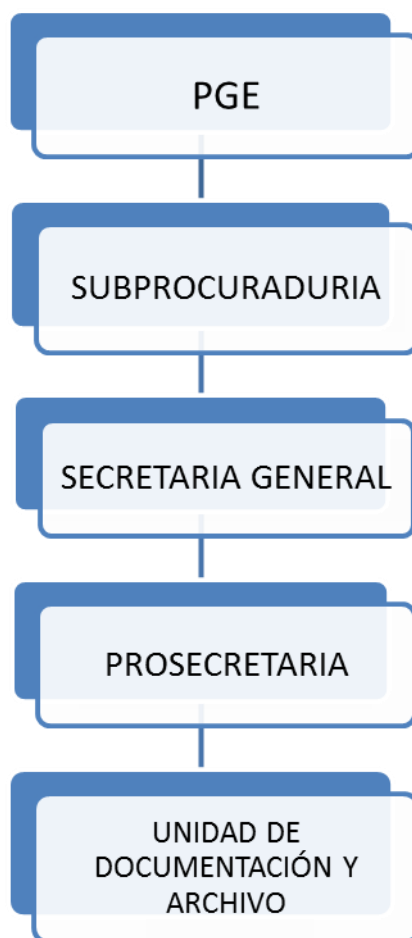 PGE
SUBPROCURADURIA
SECRETARIA GENERAL
PROSECRETARIA
UNIDAD DE
DOCUMENTACIÓN Y
ARCHIVO